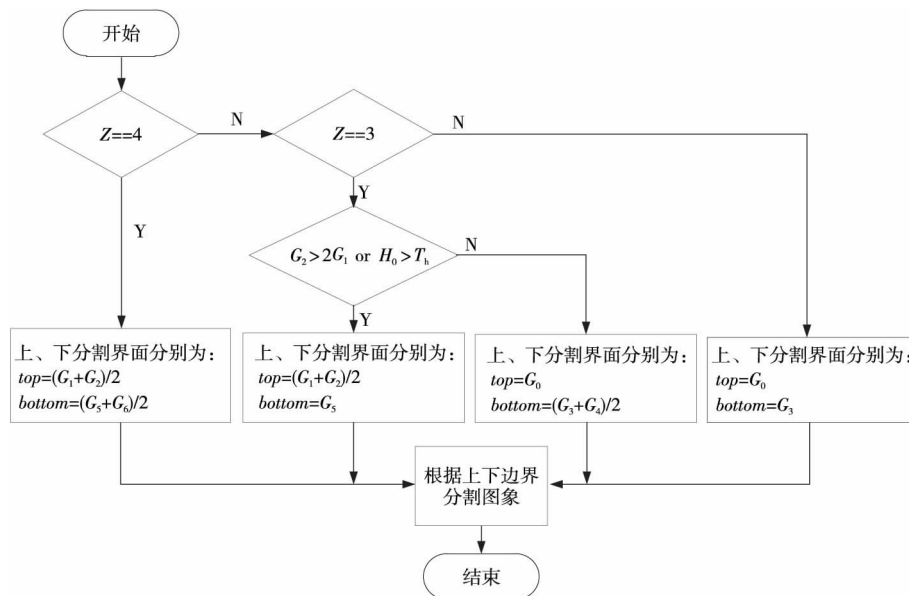 开始
Z==4
N
Z==3
N
Y
Y
G₂>2G₁ or H₀>Tₕ
N
Y
上、下分割界面分别为：
top=(G₁+G₂)/2
bottom=(G₅+G₆)/2
上、下分割界面分别为：
top=(G₁+G₂)/2
bottom=G₅
上、下分割界面分别为：
top=G₀
bottom=(G₃+G₄)/2
上、下分割界面分别为：
top=G₀
bottom=G₃
根据上下边界
分割图象
结束